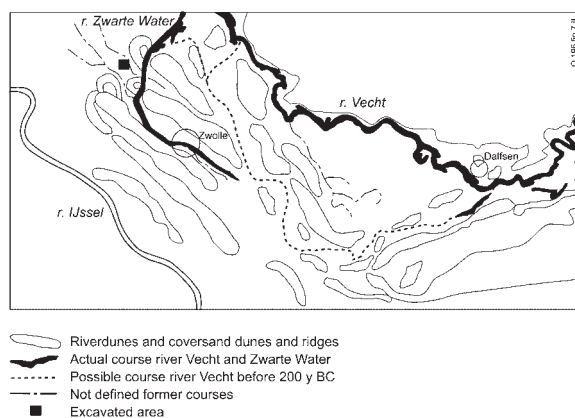 r. Zwarte Water
r. Vecht
Zwolle
Dalfsen
r. IJssel
Riverdunes and coversand dunes and ridges
Actual course river Vecht and Zwarte Water
Possible course river Vecht before 200 y BC
Not defined former courses
Excavated area